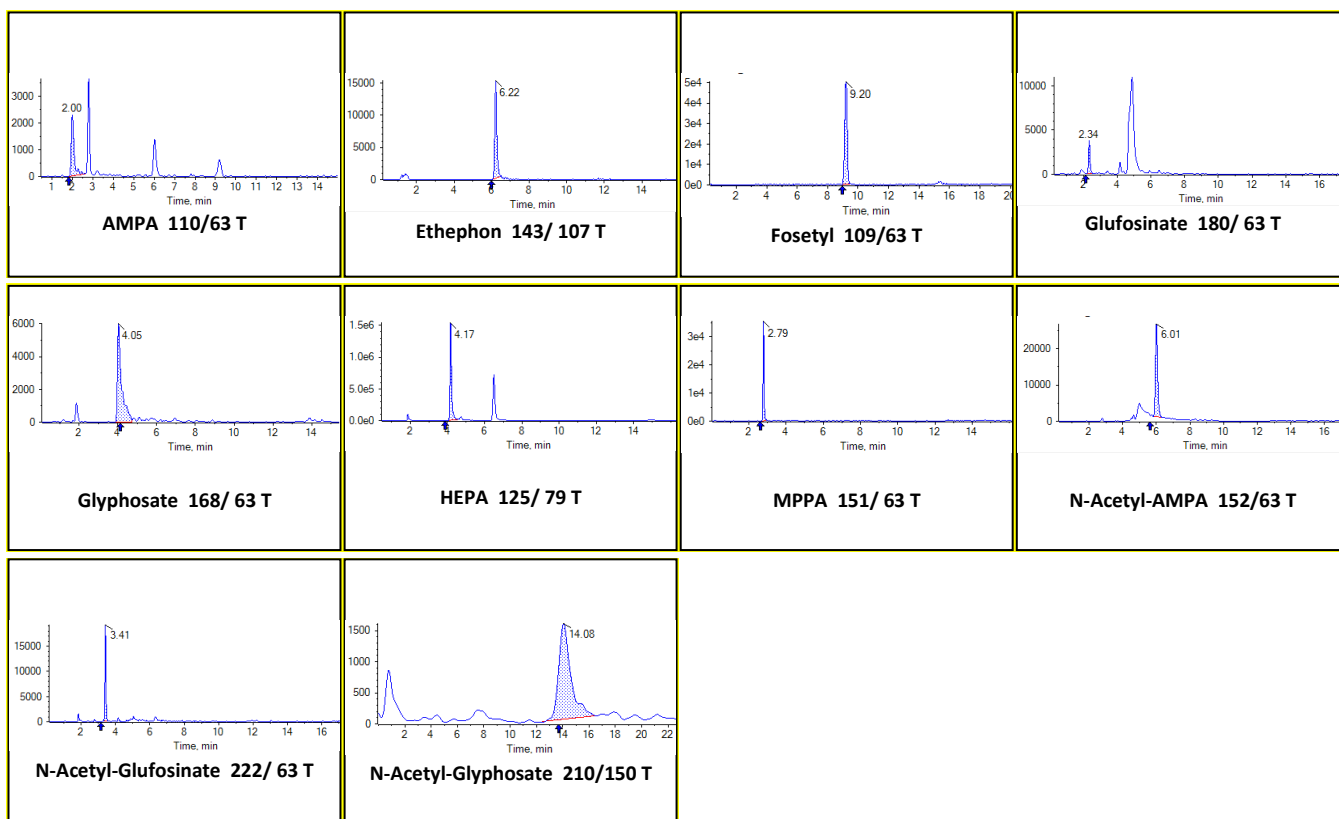 3000
2000
1000
0
2.00
1 2 3 4 5 6 7 8 9 10 11 12 13 14
Time, min
AMPA 110/63 T
15000
10000
5000
0
6.22
2 4 6 8 10 12 14
Time, min
Ethephon 143/ 107 T
5e4
4e4
3e4
2e4
1e4
0e0
9.20
2 4 6 8 10 12 14 16 18 20
Time, min
Fosetyl 109/63 T
10000
5000
0
2.34
2 4 6 8 10 12 14 16
Time, min
Glufosinate 180/ 63 T
6000
4000
2000
0
4.05
2 4 6 8 10 12 14
Time, min
Glyphosate 168/ 63 T
1.5e6
1.0e6
5.0e5
0.0e0
4.17
2 4 6 8 10 12 14
Time, min
HEPA 125/ 79 T
3e4
2e4
1e4
0e0
2.79
2 4 6 8 10 12 14
Time, min
MPPA 151/ 63 T
20000
10000
0
6.01
2 4 6 8 10 12 14 16
Time, min
N-Acetyl-AMPA 152/63 T
15000
10000
5000
0
3.41
2 4 6 8 10 12 14 16
Time, min
N-Acetyl-Glufosinate 222/ 63 T
1500
1000
500
0
14.08
2 4 6 8 10 12 14 16 18 20 22
Time, min
N-Acetyl-Glyphosate 210/150 T